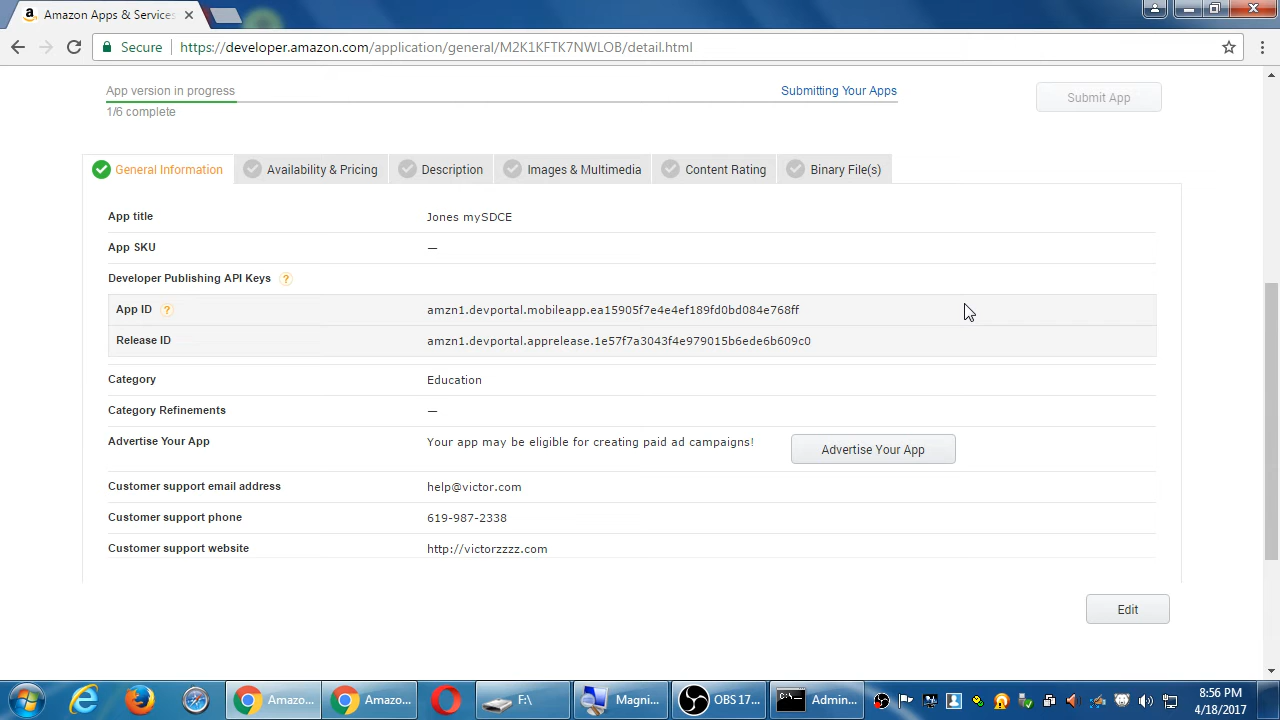 Amazon Apps & Services
Secure https://developer.amazon.com/application/general/M2K1KFTK7NWLOB/detail.html
App version in progress
Submitting Your Apps
Submit App
1/6 complete
General Information Availability & Pricing Description Images & Multimedia Content Rating Binary File(s)
App title Jones mySDCE
App SKU —
Developer Publishing API Keys ?
App ID ? amzn1.devportal.mobileapp.ea15905f7e4e4ef189fd0bd084e768ff
Release ID amzn1.devportal.apprelease.1e57f7a3043f4e979015b6ede6b609c0
Category Education
Category Refinements —
Advertise Your App Your app may be eligible for creating paid ad campaigns! Advertise Your App
Customer support email address help@victor.com
Customer support phone 619-987-2338
Customer support website http://victorzzzz.com
Edit
Amazo... Amazo... F:\ Magni... OBS 17... Admin...
8:56 PM
4/18/2017